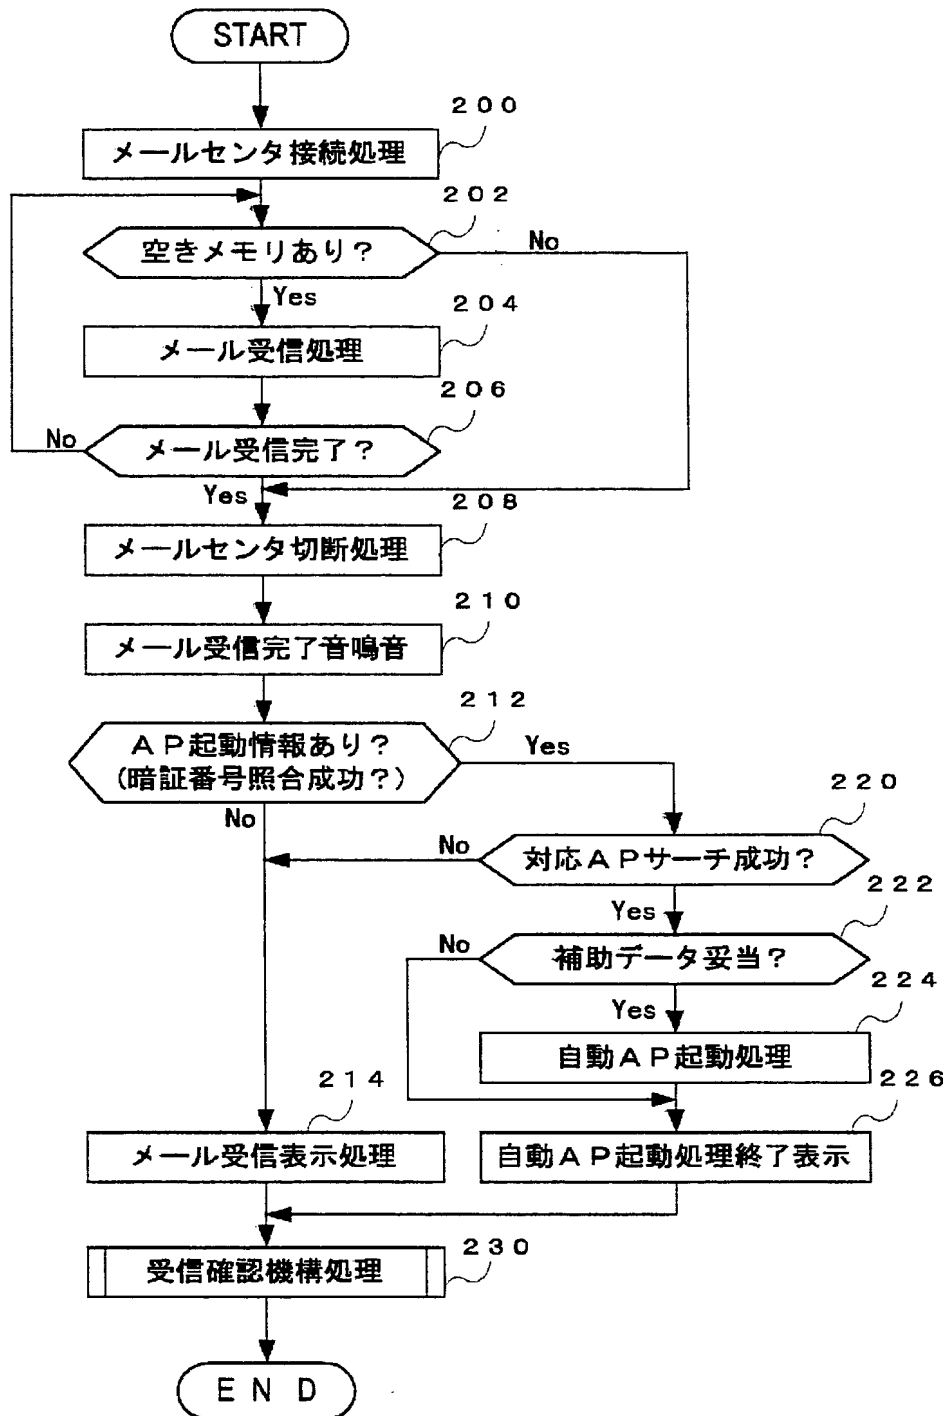 START
200
メールセンタ接続処理
202
空きメモリあり？
No
Yes
204
メール受信処理
206
メール受信完了？
No
Yes
208
メールセンタ切断処理
210
メール受信完了音鳴音
212
ＡＰ起動情報あり？
(暗証番号照合成功？)
Yes
No
220
対応ＡＰサーチ成功？
No
Yes
222
補助データ妥当？
No
Yes
224
自動ＡＰ起動処理
214
226
メール受信表示処理
自動ＡＰ起動処理終了表示
230
受信確認機構処理
ＥＮＤ